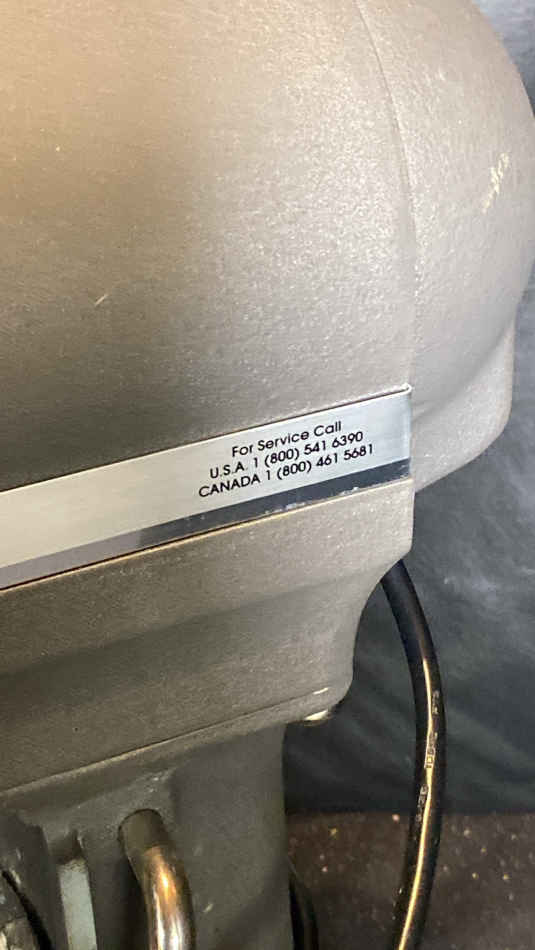 For Service Call
U.S.A. 1 (800) 541 6390
CANADA 1 (800) 461 5681